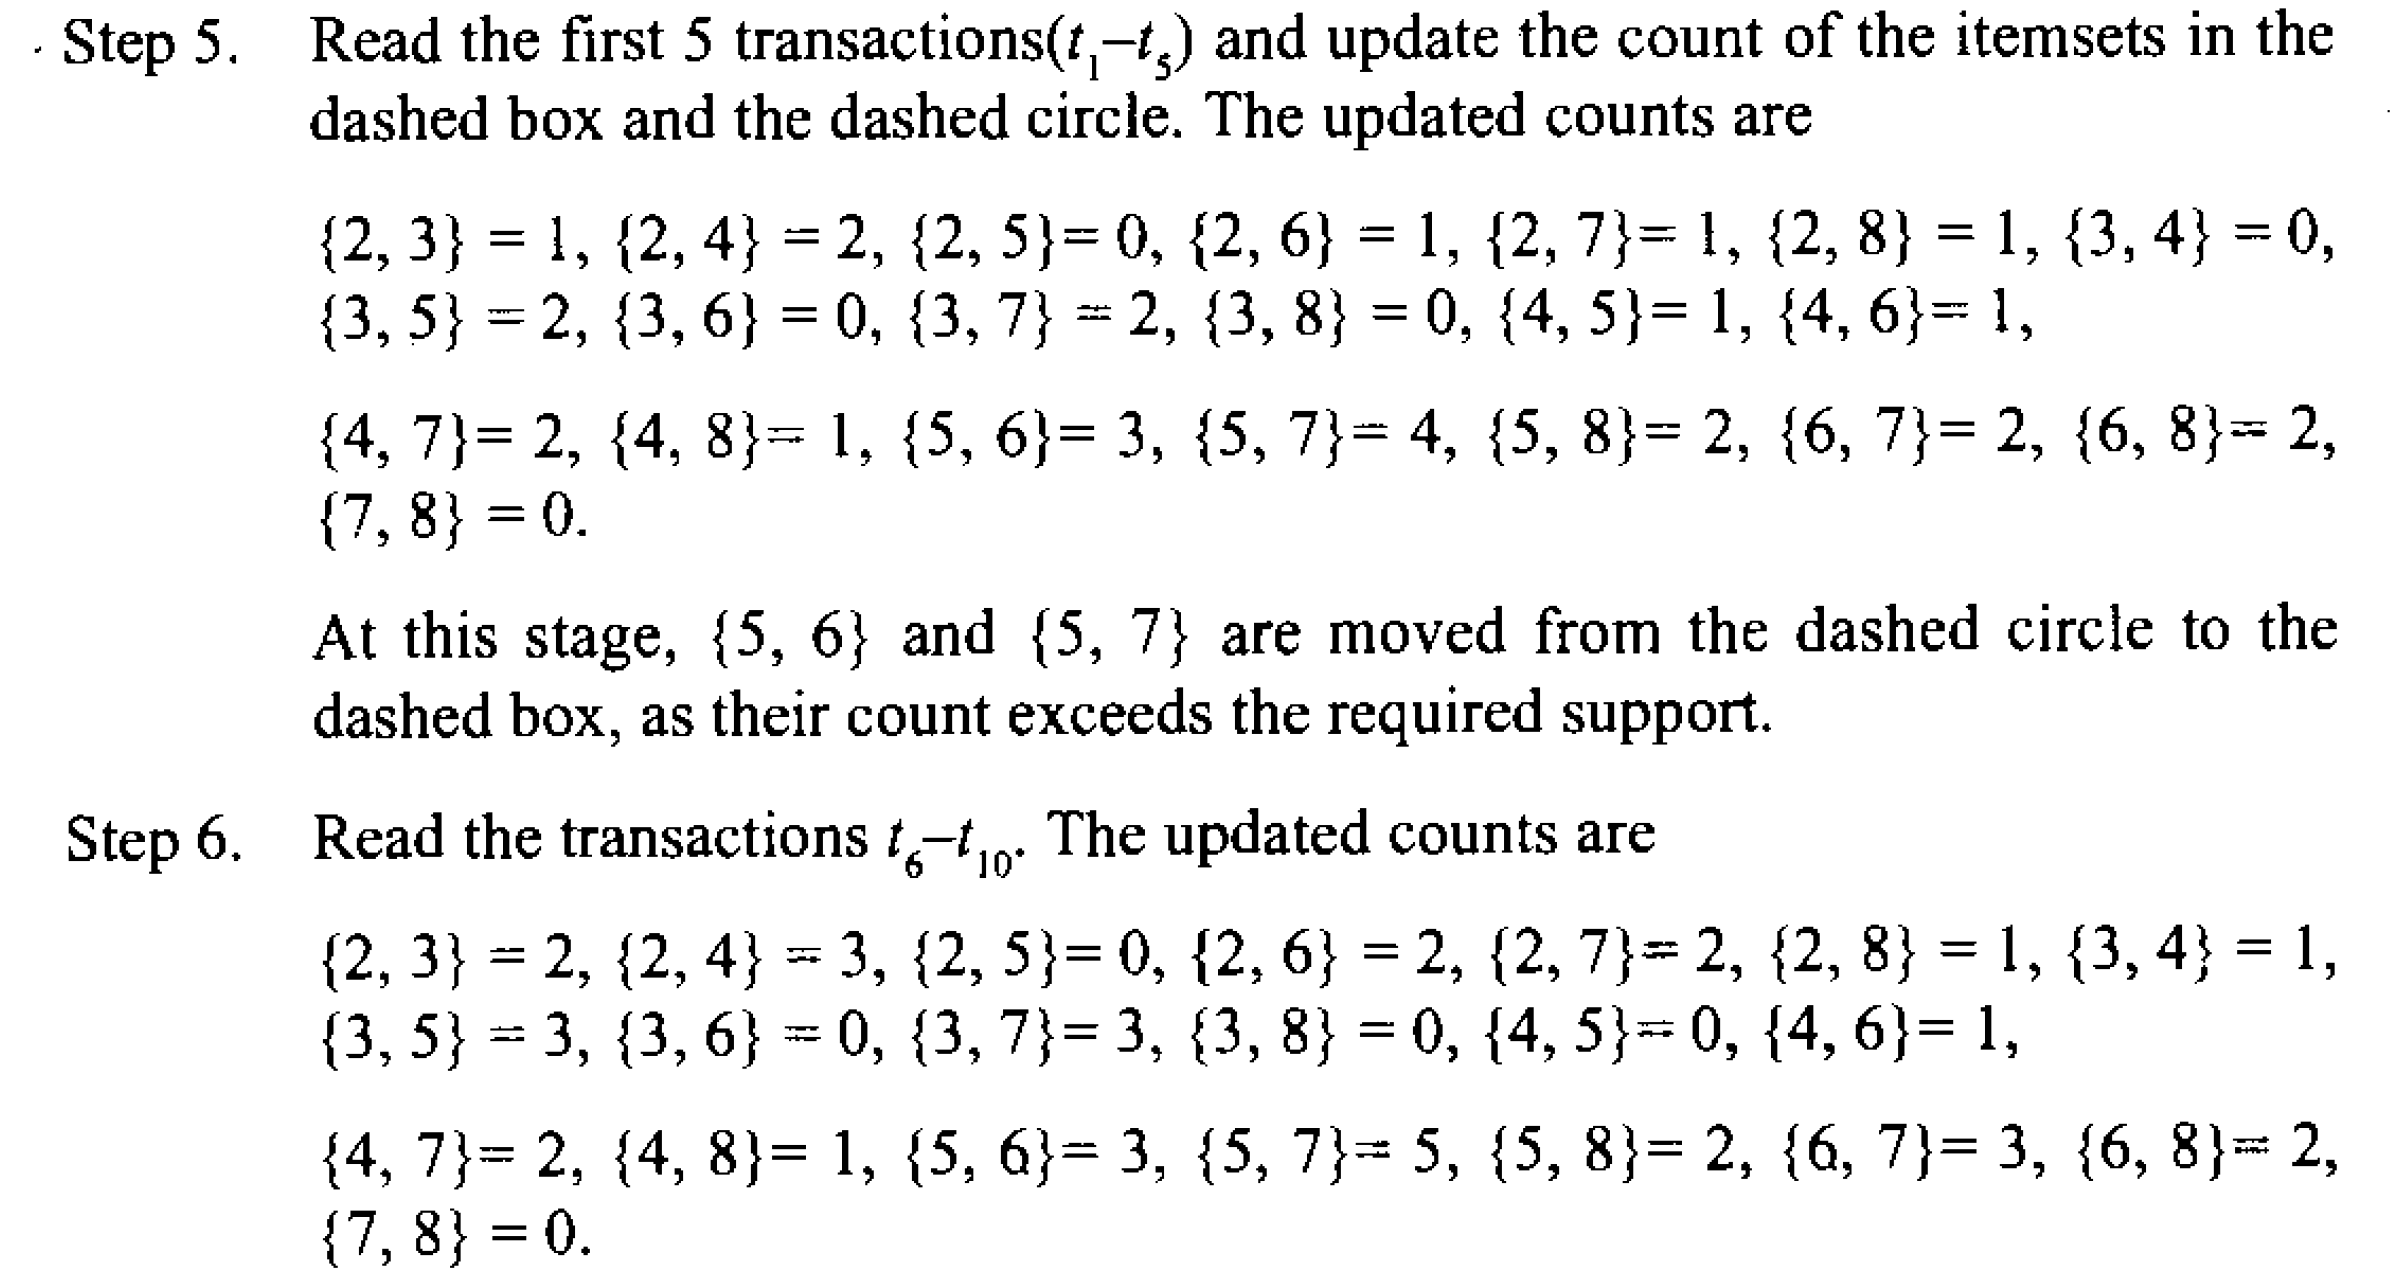 Step 5. Read the first 5 transactions(t₁–t₅) and update the count of the itemsets in the
dashed box and the dashed circle. The updated counts are
{2, 3} = 1, {2, 4} = 2, {2, 5}= 0, {2, 6} = 1, {2, 7}= 1, {2, 8} = 1, {3, 4} = 0,
{3, 5} = 2, {3, 6} = 0, {3, 7} = 2, {3, 8} = 0, {4, 5}= 1, {4, 6}= 1,
{4, 7}= 2, {4, 8}= 1, {5, 6}= 3, {5, 7}= 4, {5, 8}= 2, {6, 7}= 2, {6, 8}= 2,
{7, 8} = 0.
At this stage, {5, 6} and {5, 7} are moved from the dashed circle to the
dashed box, as their count exceeds the required support.
Step 6. Read the transactions t₆–t₁₀. The updated counts are
{2, 3} = 2, {2, 4} = 3, {2, 5}= 0, {2, 6} = 2, {2, 7}= 2, {2, 8} = 1, {3, 4} = 1,
{3, 5} = 3, {3, 6} = 0, {3, 7}= 3, {3, 8} = 0, {4, 5}= 0, {4, 6}= 1,
{4, 7}= 2, {4, 8}= 1, {5, 6}= 3, {5, 7}= 5, {5, 8}= 2, {6, 7}= 3, {6, 8}= 2,
{7, 8} = 0.